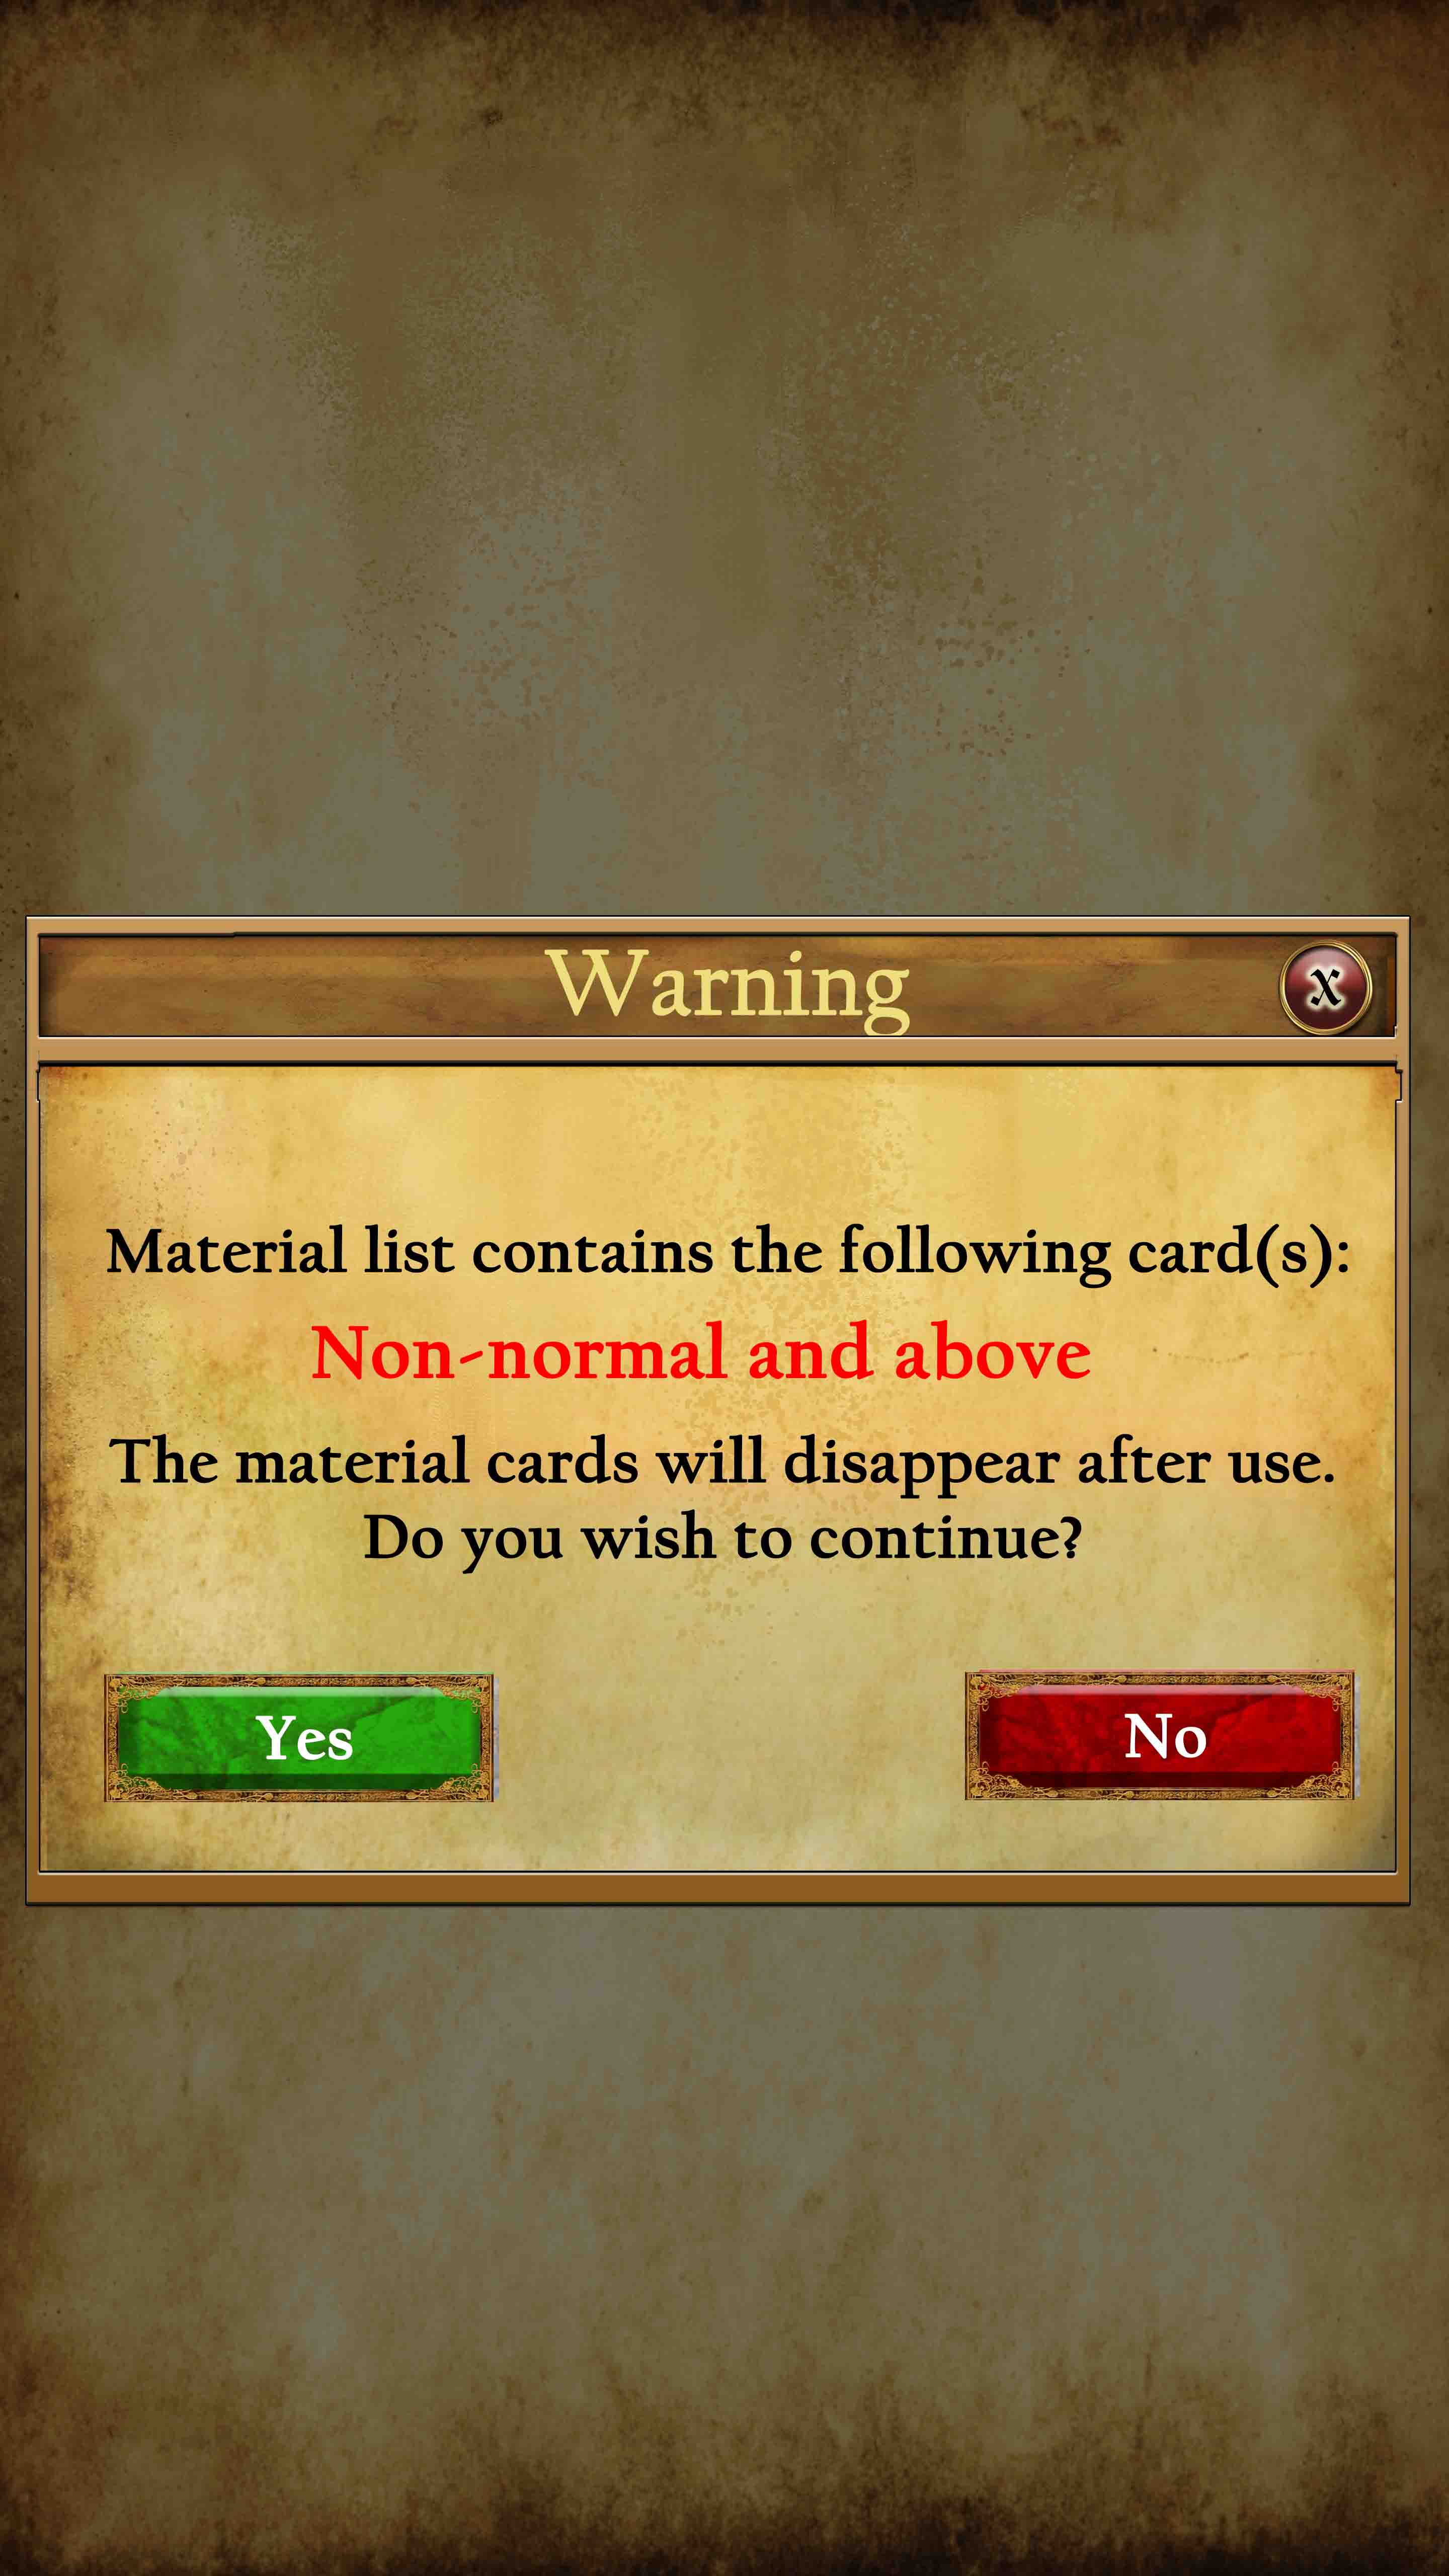 Warning
X
Material list contains the following card(s):
Non-normal and above
The material cards will disappear after use.
Do you wish to continue?
Yes
No